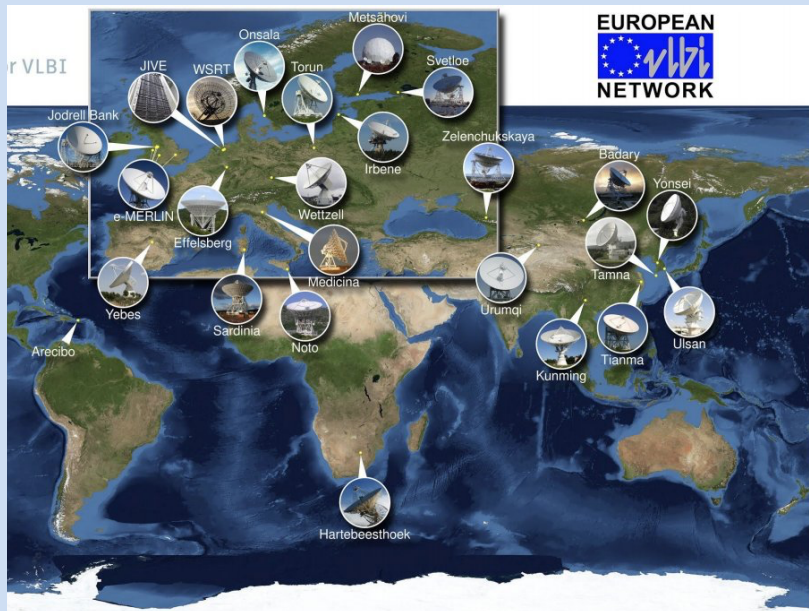 or VLBI
EUROPEAN
vlbi
NETWORK
Metsähovi
Onsala
JIVE
WSRT
Torun
Svetloe
Jodrell Bank
Zelenchukskaya
Badary
Irbene
Yonsei
e-MERLIN
Wettzell
Effelsberg
Tamna
Medicina
Yebes
Urumqi
Sardinia
Noto
Ulsan
Arecibo
Tianma
Kunming
Hartebeesthoek